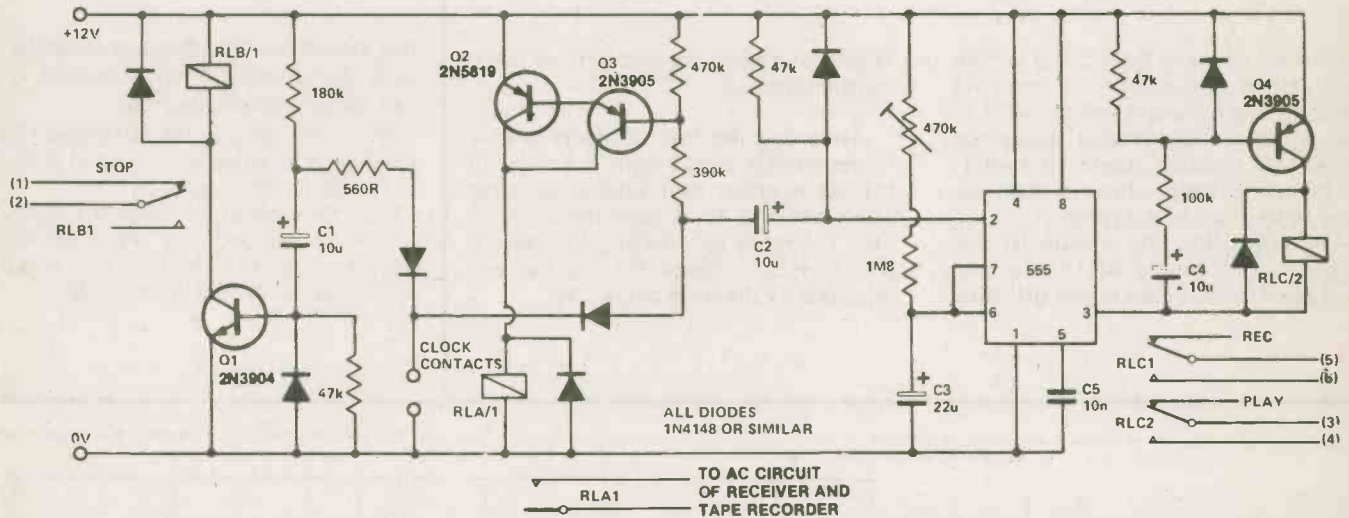 +12V
RLB/1
180k
560R
STOP
(1)
(2)
RLB1
C1
10u
+
Q1
2N3904
47k
CLOCK
CONTACTS
0V
Q2
2N5819
Q3
2N3905
470k
390k
RLA/1
+
C2
10u
47k
470k
1M8
+
C3
22u
4
8
2
7
555
6
3
1
5
C5
10n
47k
100k
+
C4
10u
Q4
2N3905
RLC/2
REC
RLC1
(5)
(6)
PLAY
RLC2
(3)
(4)
ALL DIODES
1N4148 OR SIMILAR
RLA1
TO AC CIRCUIT
OF RECEIVER AND
TAPE RECORDER